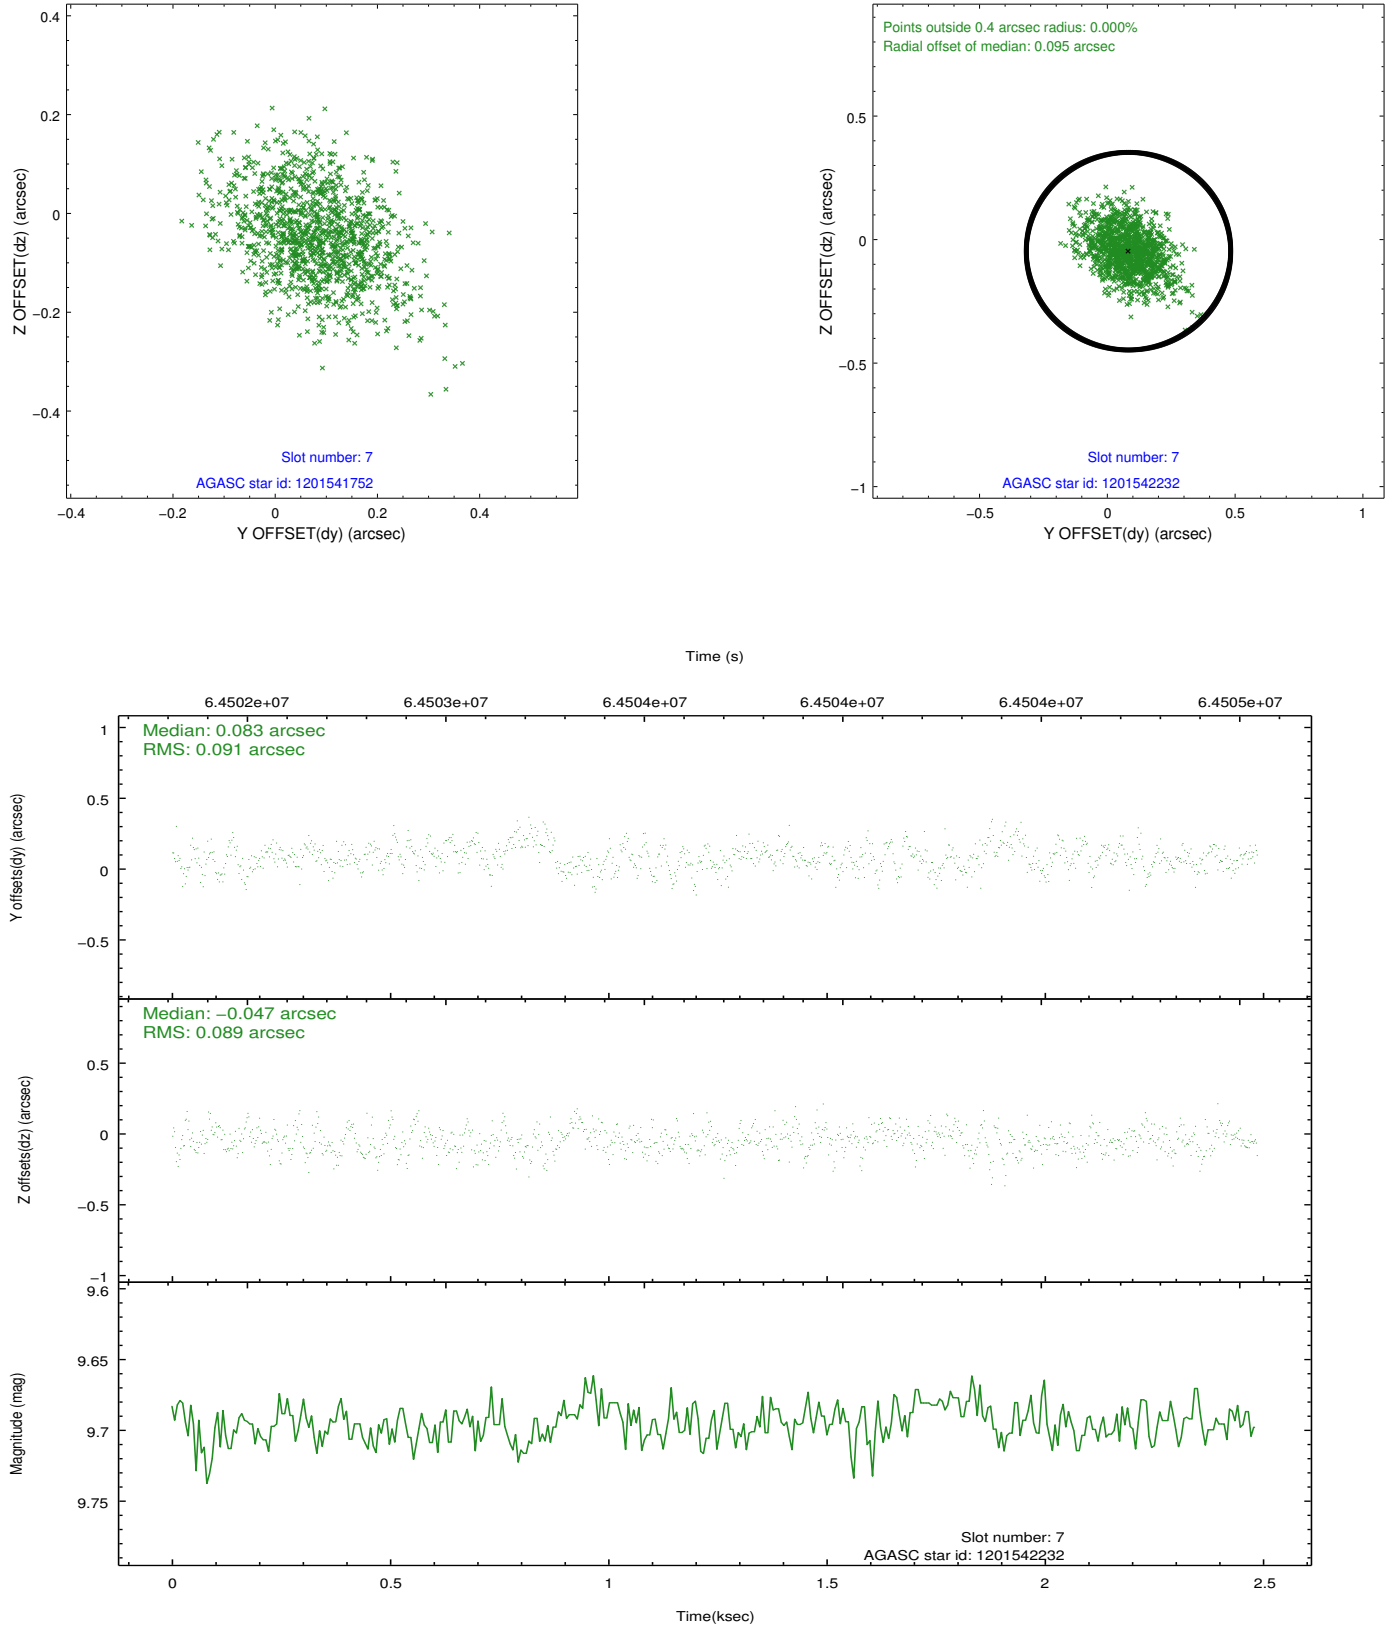 0.4
0.2
0
−0.2
−0.4
Z OFFSET(dz) (arcsec)
Slot number: 7
AGASC star id: 1201541752
−0.4 −0.2 0 0.2 0.4
Y OFFSET(dy) (arcsec)
Points outside 0.4 arcsec radius: 0.000%
Radial offset of median: 0.095 arcsec
0.5
0
−0.5
−1
Z OFFSET(dz) (arcsec)
Slot number: 7
AGASC star id: 1201542232
−0.5 0 0.5 1
Y OFFSET(dy) (arcsec)
Time (s)
6.4502e+07 6.4503e+07 6.4504e+07 6.4504e+07 6.4504e+07 6.4505e+07
Median: 0.083 arcsec
RMS: 0.091 arcsec
1
0.5
0
−0.5
Y offsets(dy) (arcsec)
Median: −0.047 arcsec
RMS: 0.089 arcsec
0.5
0
−0.5
−1
Z offsets(dz) (arcsec)
9.6
9.65
9.7
9.75
Magnitude (mag)
Slot number: 7
AGASC star id: 1201542232
0 0.5 1 1.5 2 2.5
Time(ksec)